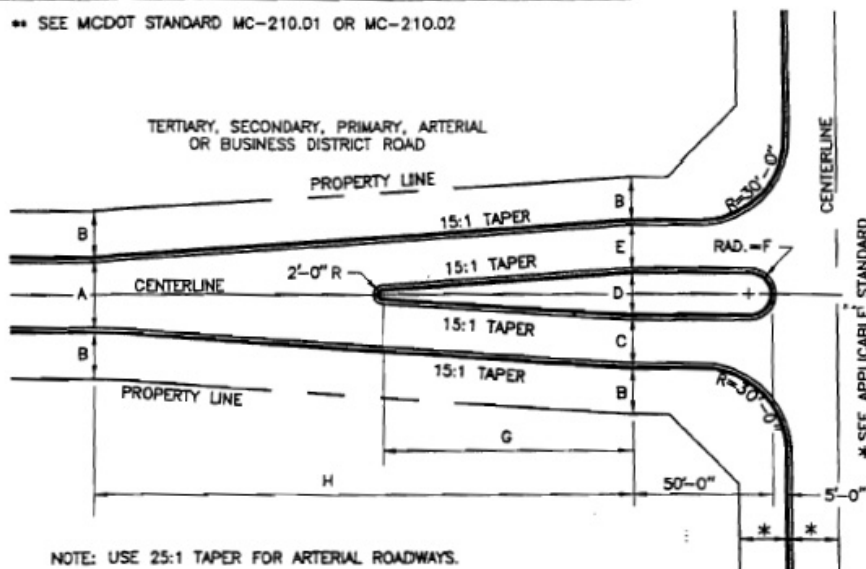 ** SEE MCDOT STANDARD MC-210.01 OR MC-210.02
TERTIARY, SECONDARY, PRIMARY, ARTERIAL
OR BUSINESS DISTRICT ROAD
PROPERTY LINE
CENTERLINE
R=30'-0"
B
B
15:1 TAPER
E
RAD.=F
15:1 TAPER
2'-0" R
A
CENTERLINE
D
15:1 TAPER
C
B
15:1 TAPER
B
R=30'-0"
PROPERTY LINE
* SEE APPLICABLE STANDARD
G
H
50'-0"
5'-0"
*
*
NOTE: USE 25:1 TAPER FOR ARTERIAL ROADWAYS.